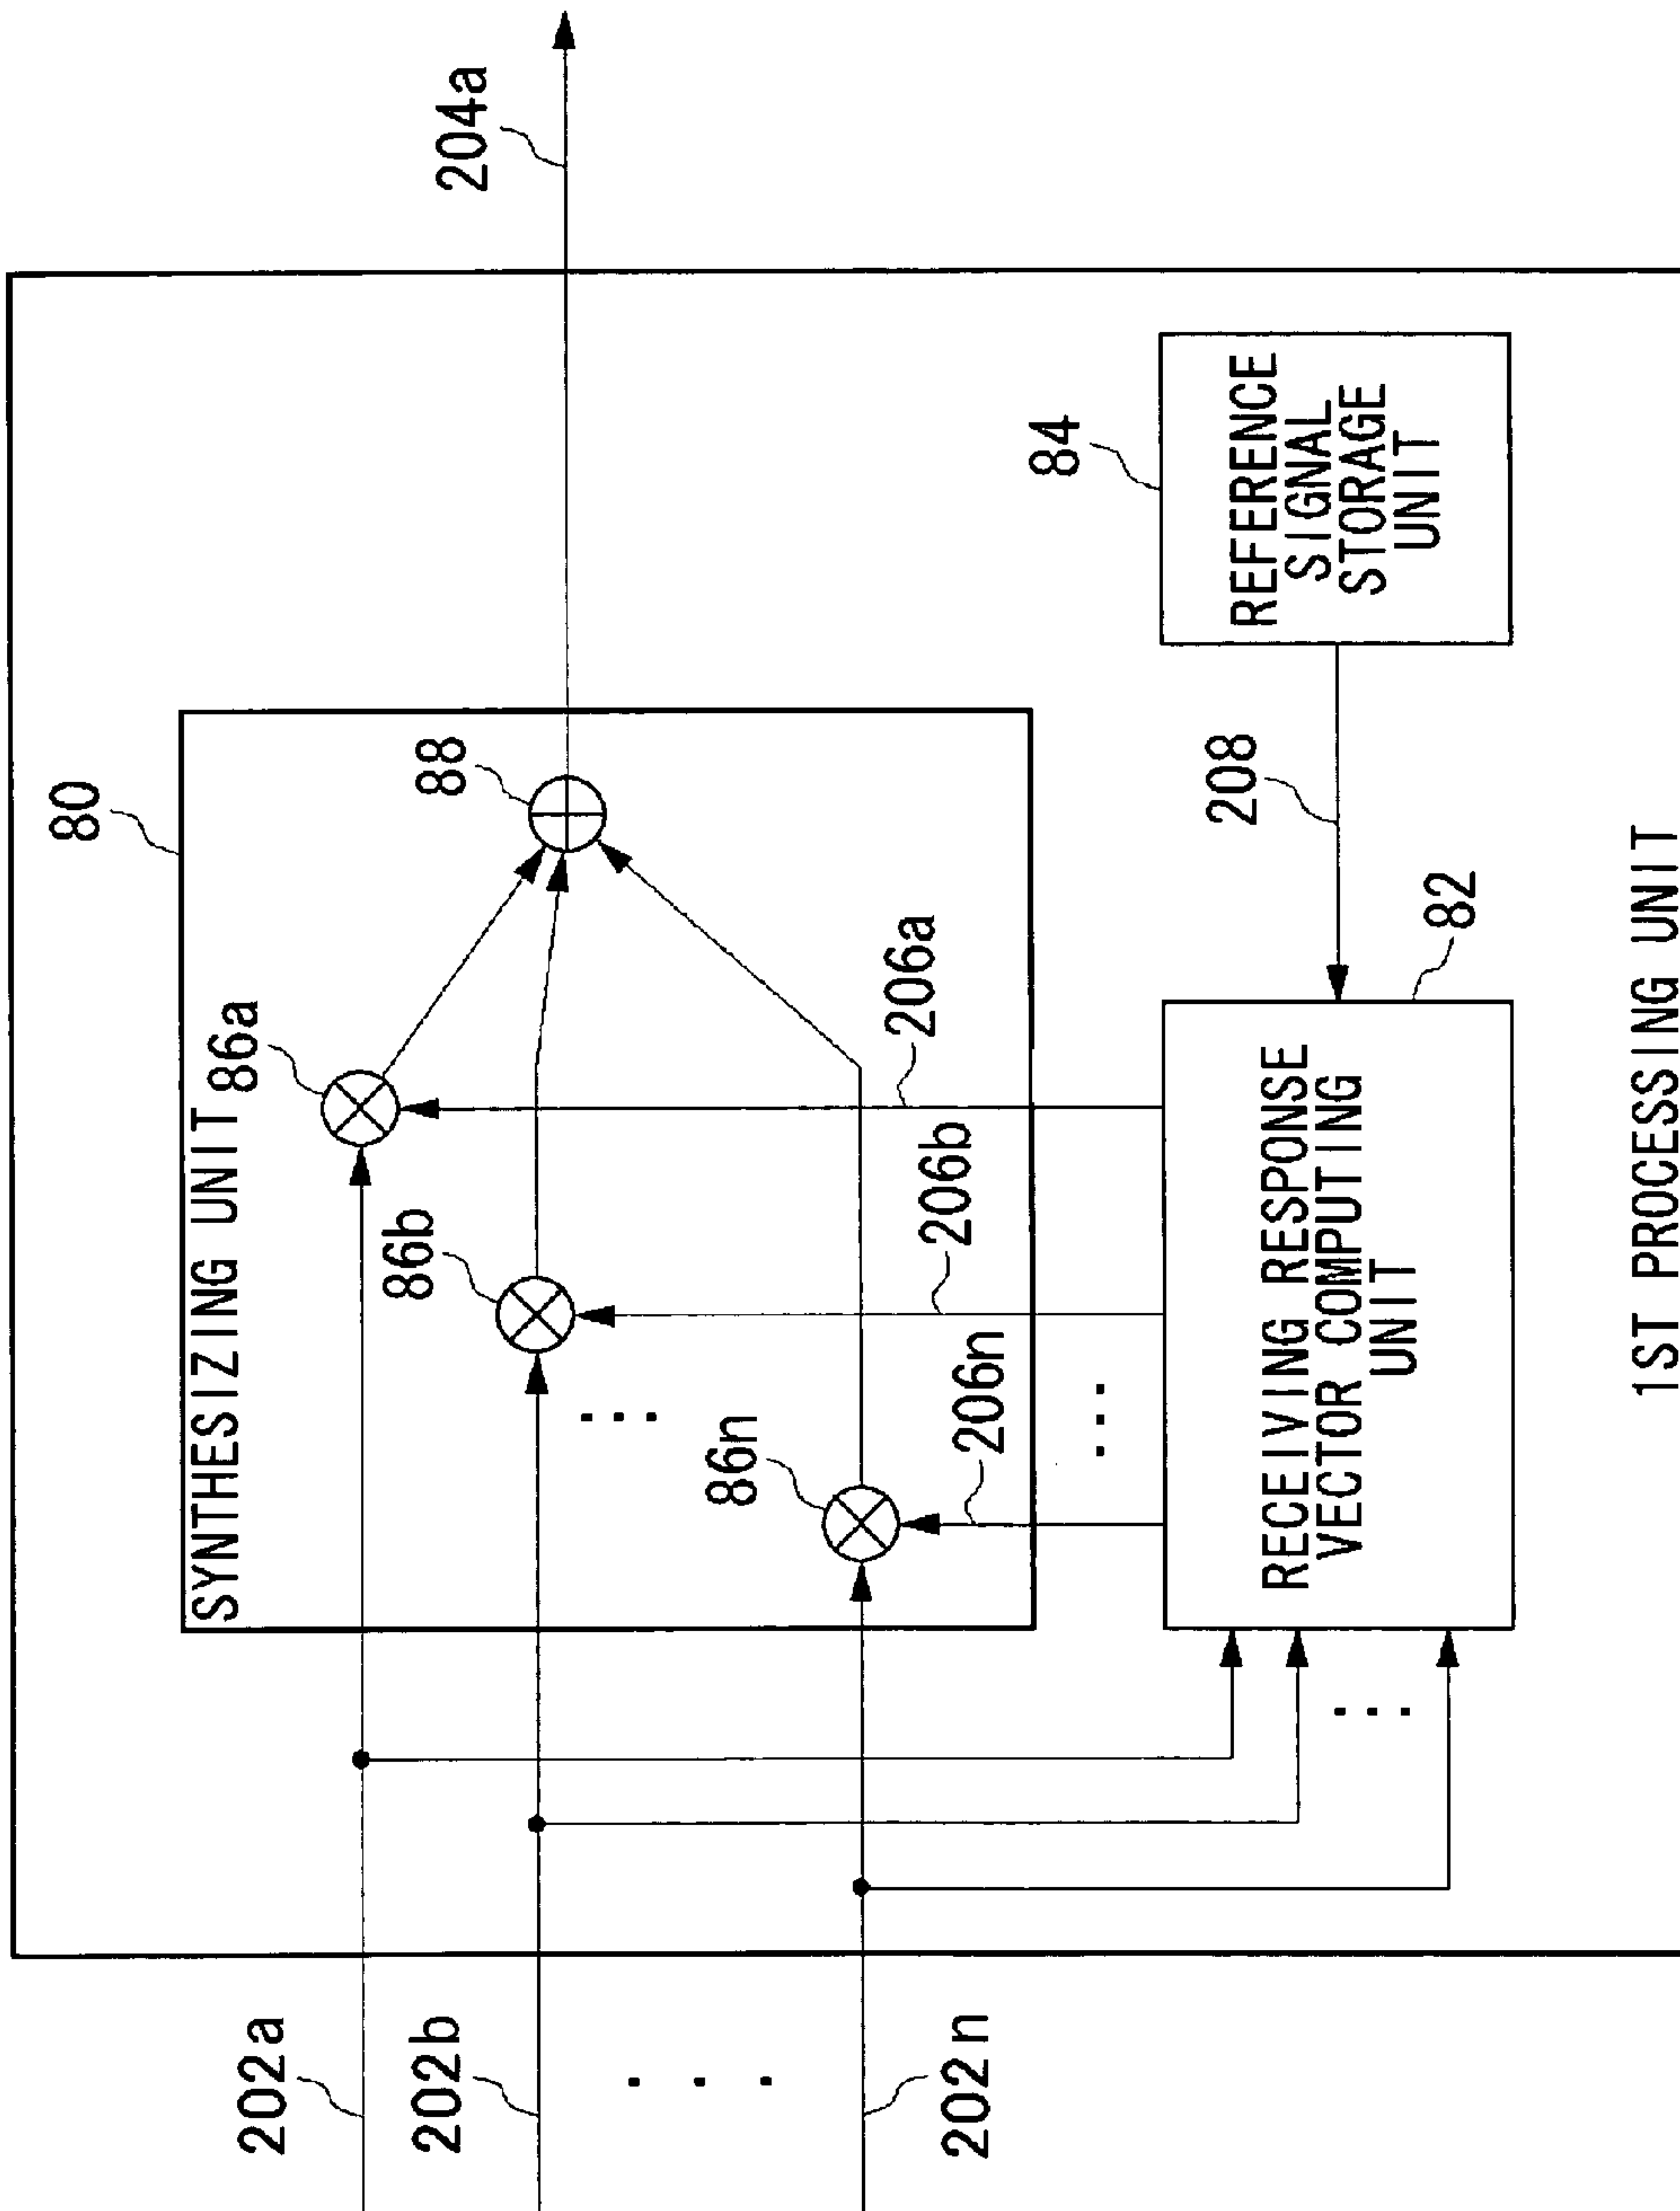 80
SYNTHESIZING UNIT
86a
88
204a
202a
86b
202b
...
...
86n
206a
206b
206n
202n
...
84
REFERENCE
SIGNAL
STORAGE
UNIT
208
82
RECEIVING RESPONSE
VECTOR COMPUTING
UNIT
...
1ST PROCESSING UNIT